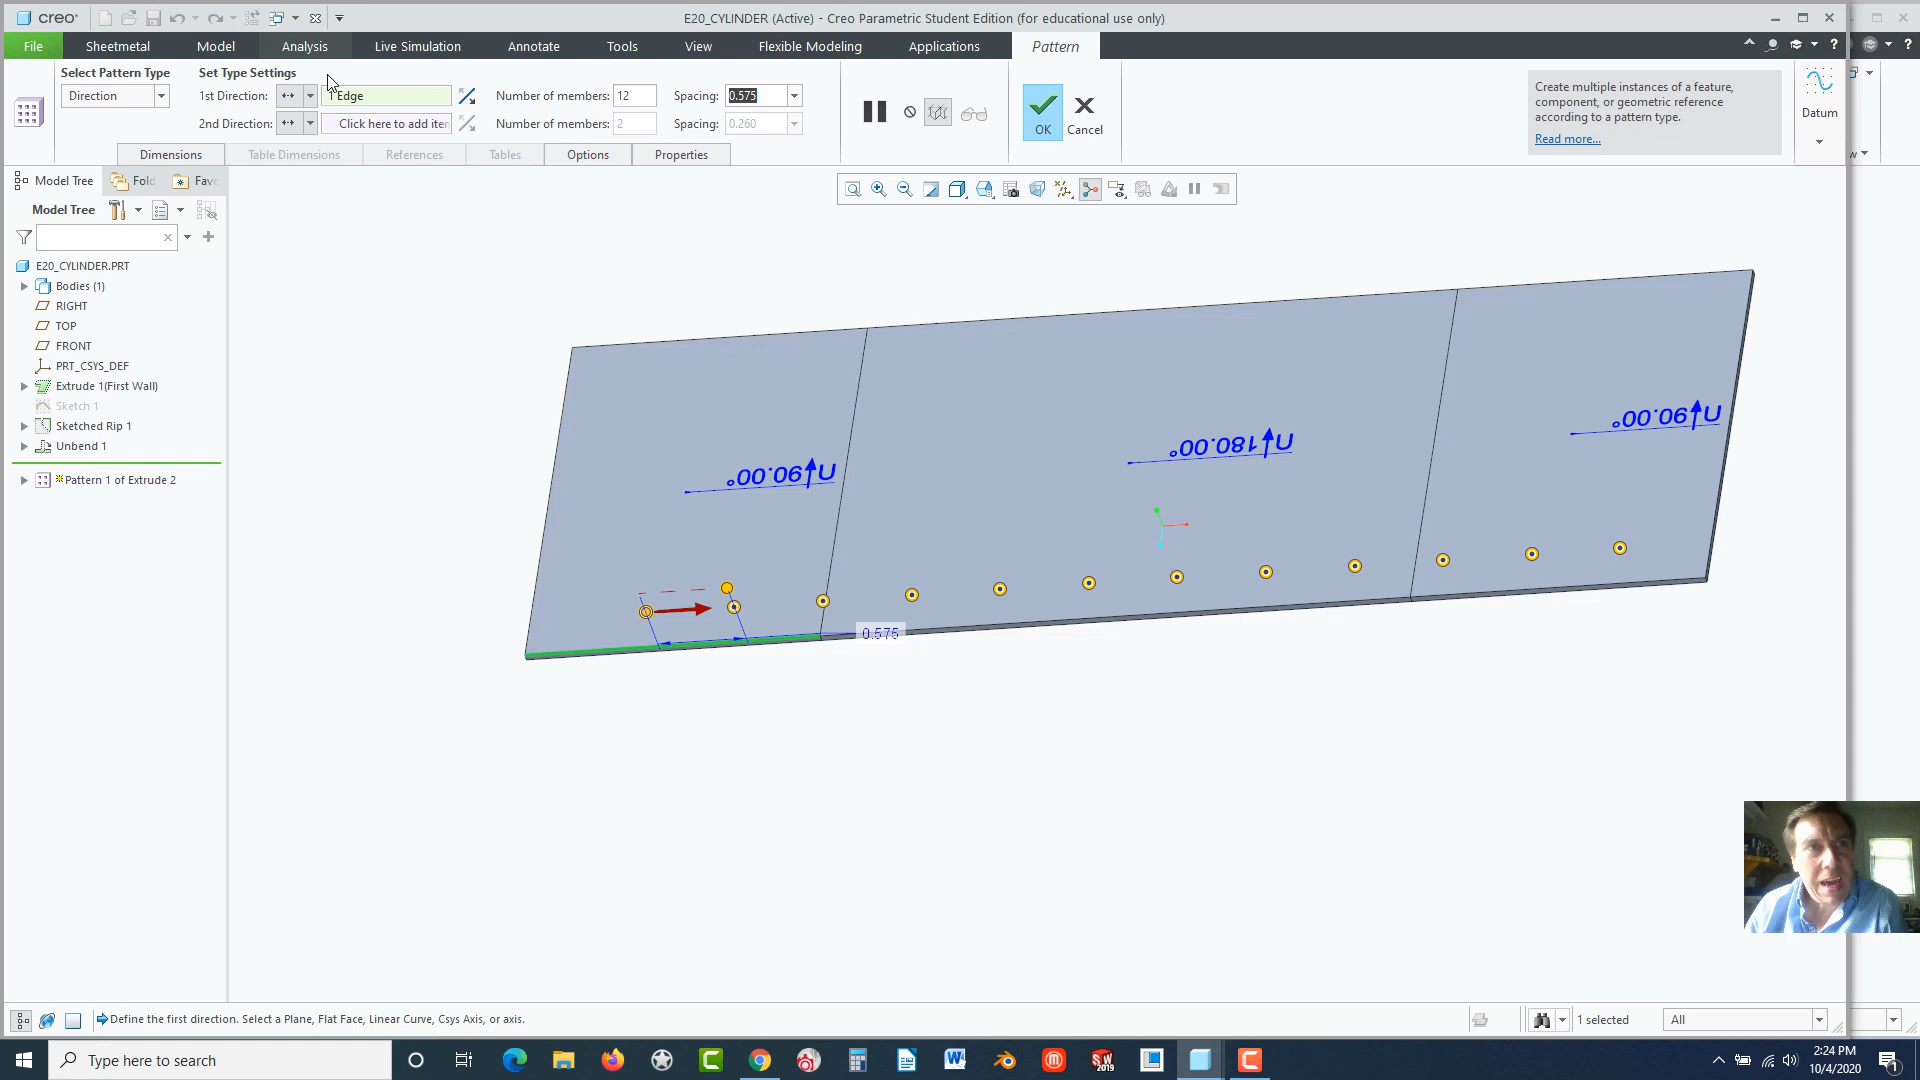 creo
E20_CYLINDER (Active) - Creo Parametric Student Edition (for educational use only)
File
Sheetmetal
Model
Analysis
Live Simulation
Annotate
Tools
View
Flexible Modeling
Applications
Pattern
Select Pattern Type
Set Type Settings
Direction
1st Direction:
1 Edge
Number of members: 12
Spacing: 0.575
2nd Direction:
Click here to add iten
Number of members: 2
Spacing: 0.260
OK
Cancel
Create multiple instances of a feature,
component, or geometric reference
according to a pattern type.
Read more...
Datum
Dimensions
Table Dimensions
References
Tables
Options
Properties
Model Tree
Fold
Fav
Model Tree
E20_CYLINDER.PRT
Bodies (1)
RIGHT
TOP
FRONT
PRT_CSYS_DEF
Extrude 1(First Wall)
Sketch 1
Sketched Rip 1
Unbend 1
Pattern 1 of Extrude 2
U 90.00°
U 180.00°
U 90.00°
0.575
Define the first direction. Select a Plane, Flat Face, Linear Curve, Csys Axis, or axis.
1 selected
All
Type here to search
2:24 PM
10/4/2020